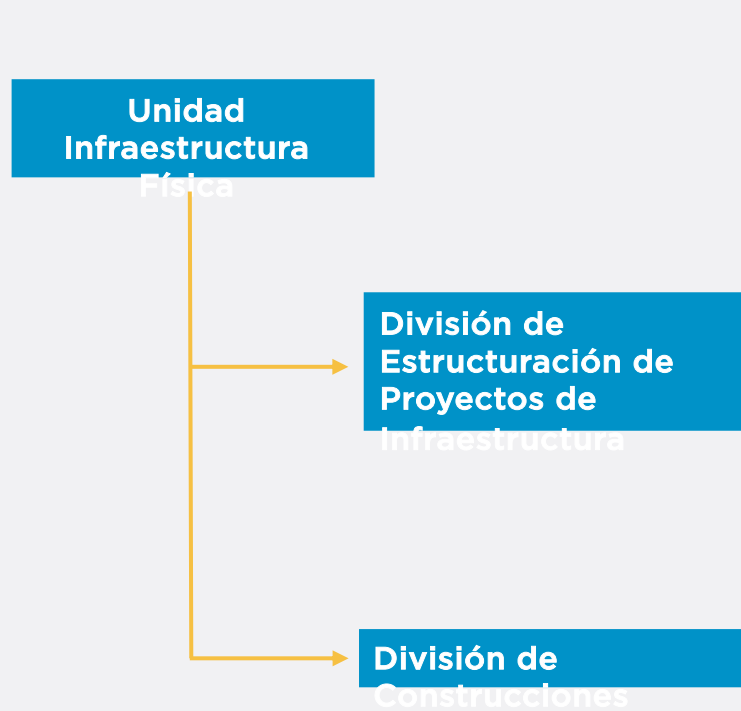 Unidad
Infraestructura
Física
División de
Estructuración de
Proyectos de
Infraestructura
División de
Construcciones